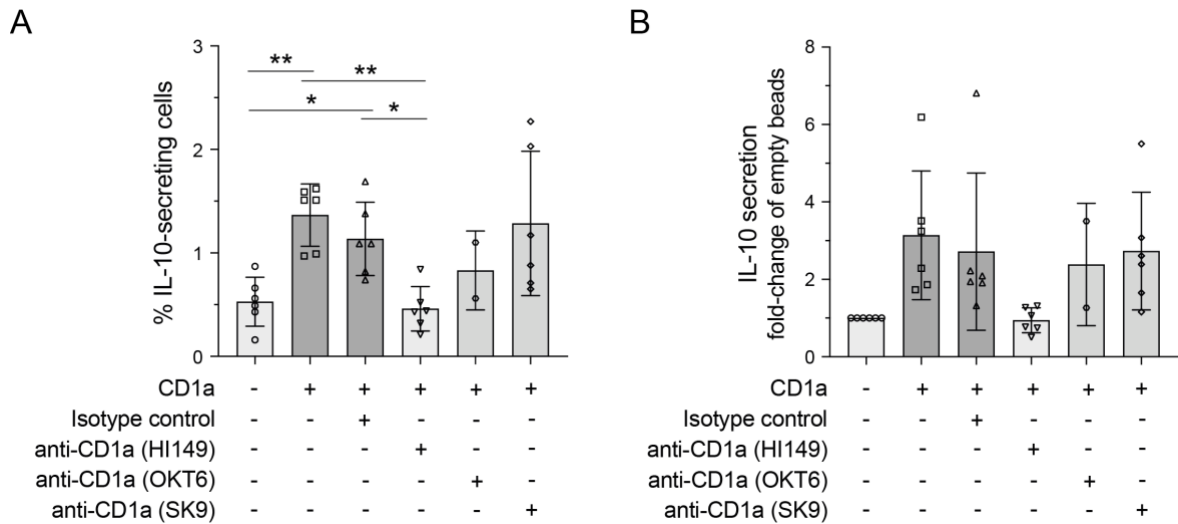 A
% IL-10-secreting cells
3
2
1
0
**
**
*
*
CD1a - + + + + +
Isotype control - - + - - -
anti-CD1a (HI149) - - - + - -
anti-CD1a (OKT6) - - - - + -
anti-CD1a (SK9) - - - - - +
B
IL-10 secretion
fold-change of empty beads
8
6
4
2
0
CD1a - + + + + +
Isotype control - - + - - -
anti-CD1a (HI149) - - - + - -
anti-CD1a (OKT6) - - - - + -
anti-CD1a (SK9) - - - - - +